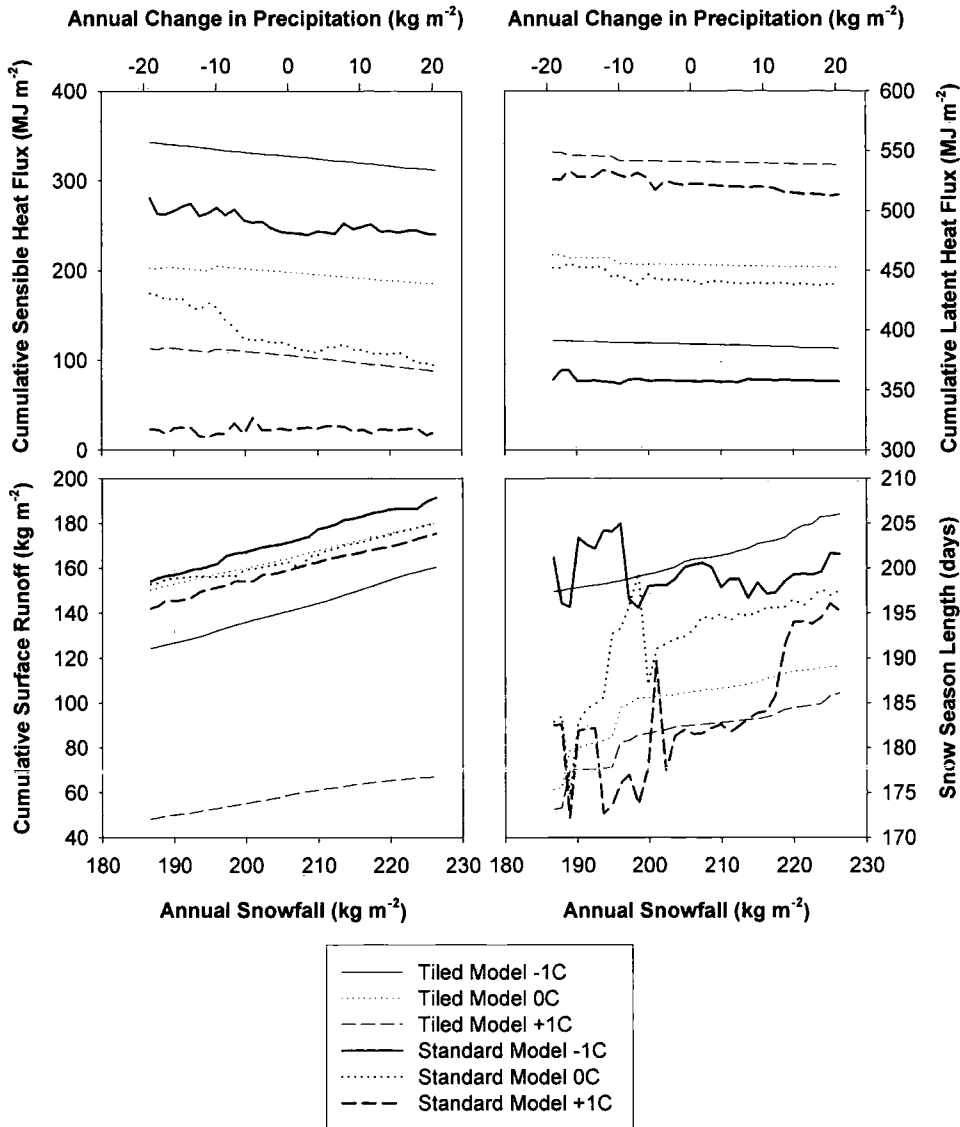 Annual Change in Precipitation (kg m-2) Annual Change in Precipitation (kg m-2)
-20 -10 0 10 20 -20 -10 0 10 20
Cumulative Sensible Heat Flux (MJ m-2)
400
300
200
100
0
600
550
500
450
400
350
300
Cumulative Latent Heat Flux (MJ m-2)
Cumulative Surface Runoff (kg m-2)
200
180
160
140
120
100
80
60
40
210
205
200
195
190
185
180
175
170
Snow Season Length (days)
180 190 200 210 220 230 180 190 200 210 220 230
Annual Snowfall (kg m-2) Annual Snowfall (kg m-2)
Tiled Model -1C
Tiled Model 0C
Tiled Model +1C
Standard Model -1C
Standard Model 0C
Standard Model +1C